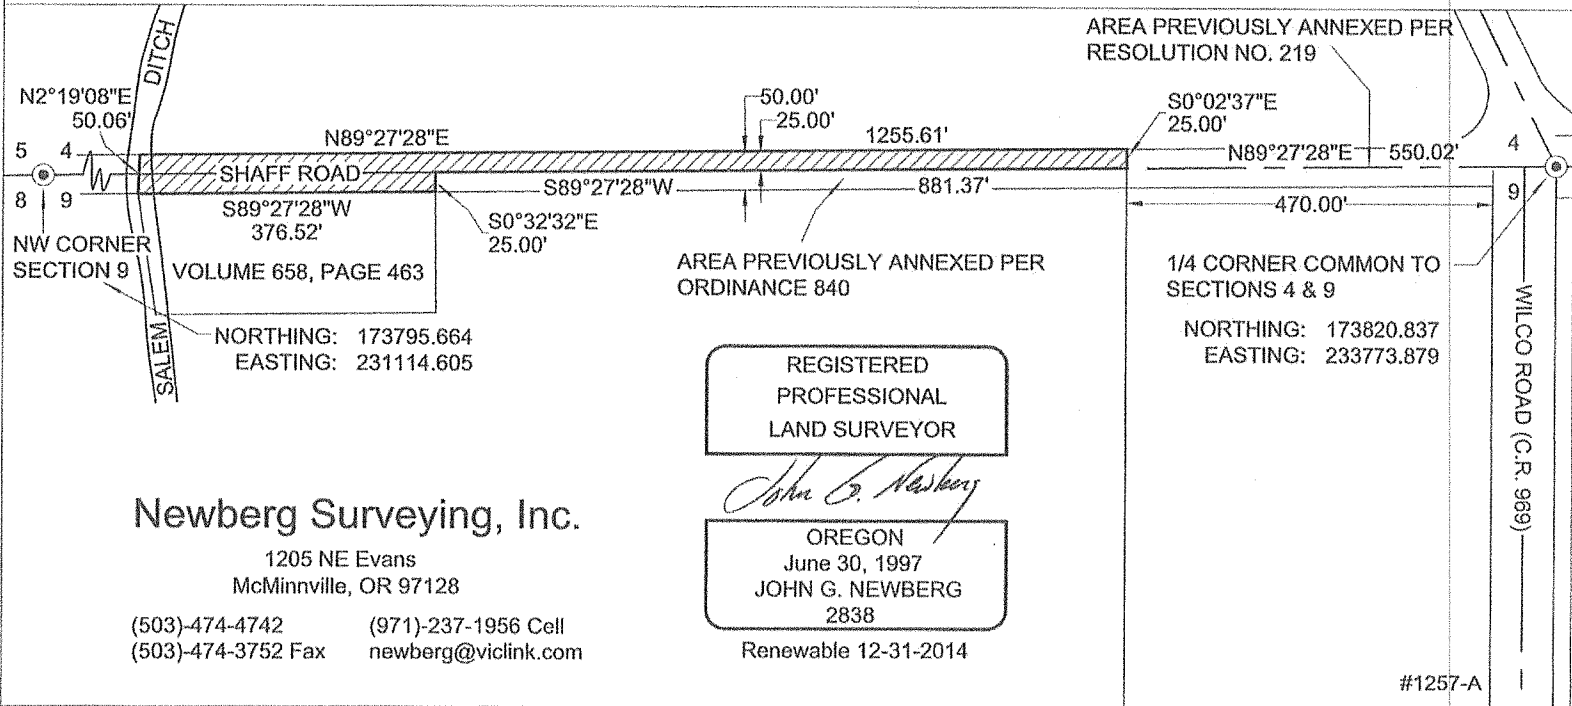 AREA PREVIOUSLY ANNEXED PER
RESOLUTION NO. 219
DITCH
N2°19'08"E
50.06'
N89°27'28"E
50.00'
25.00'
1255.61'
S0°02'37"E
25.00'
5 4
8 9
SHAFF ROAD
S89°27'28"W
881.37'
N89°27'28"E
550.02'
4
9
470.00'
S89°27'28"W
376.52'
S0°32'32"E
25.00'
NW CORNER
SECTION 9
VOLUME 658, PAGE 463
AREA PREVIOUSLY ANNEXED PER
ORDINANCE 840
1/4 CORNER COMMON TO
SECTIONS 4 & 9
NORTHING: 173795.664
EASTING: 231114.605
NORTHING: 173820.837
EASTING: 233773.879
SALEM
WILCO ROAD (C.R. 969)
REGISTERED
PROFESSIONAL
LAND SURVEYOR
John G. Newberg
OREGON
June 30, 1997
JOHN G. NEWBERG
2838
Renewable 12-31-2014
Newberg Surveying, Inc.
1205 NE Evans
McMinnville, OR 97128
(503)-474-4742 (971)-237-1956 Cell
(503)-474-3752 Fax newberg@viclink.com
#1257-A